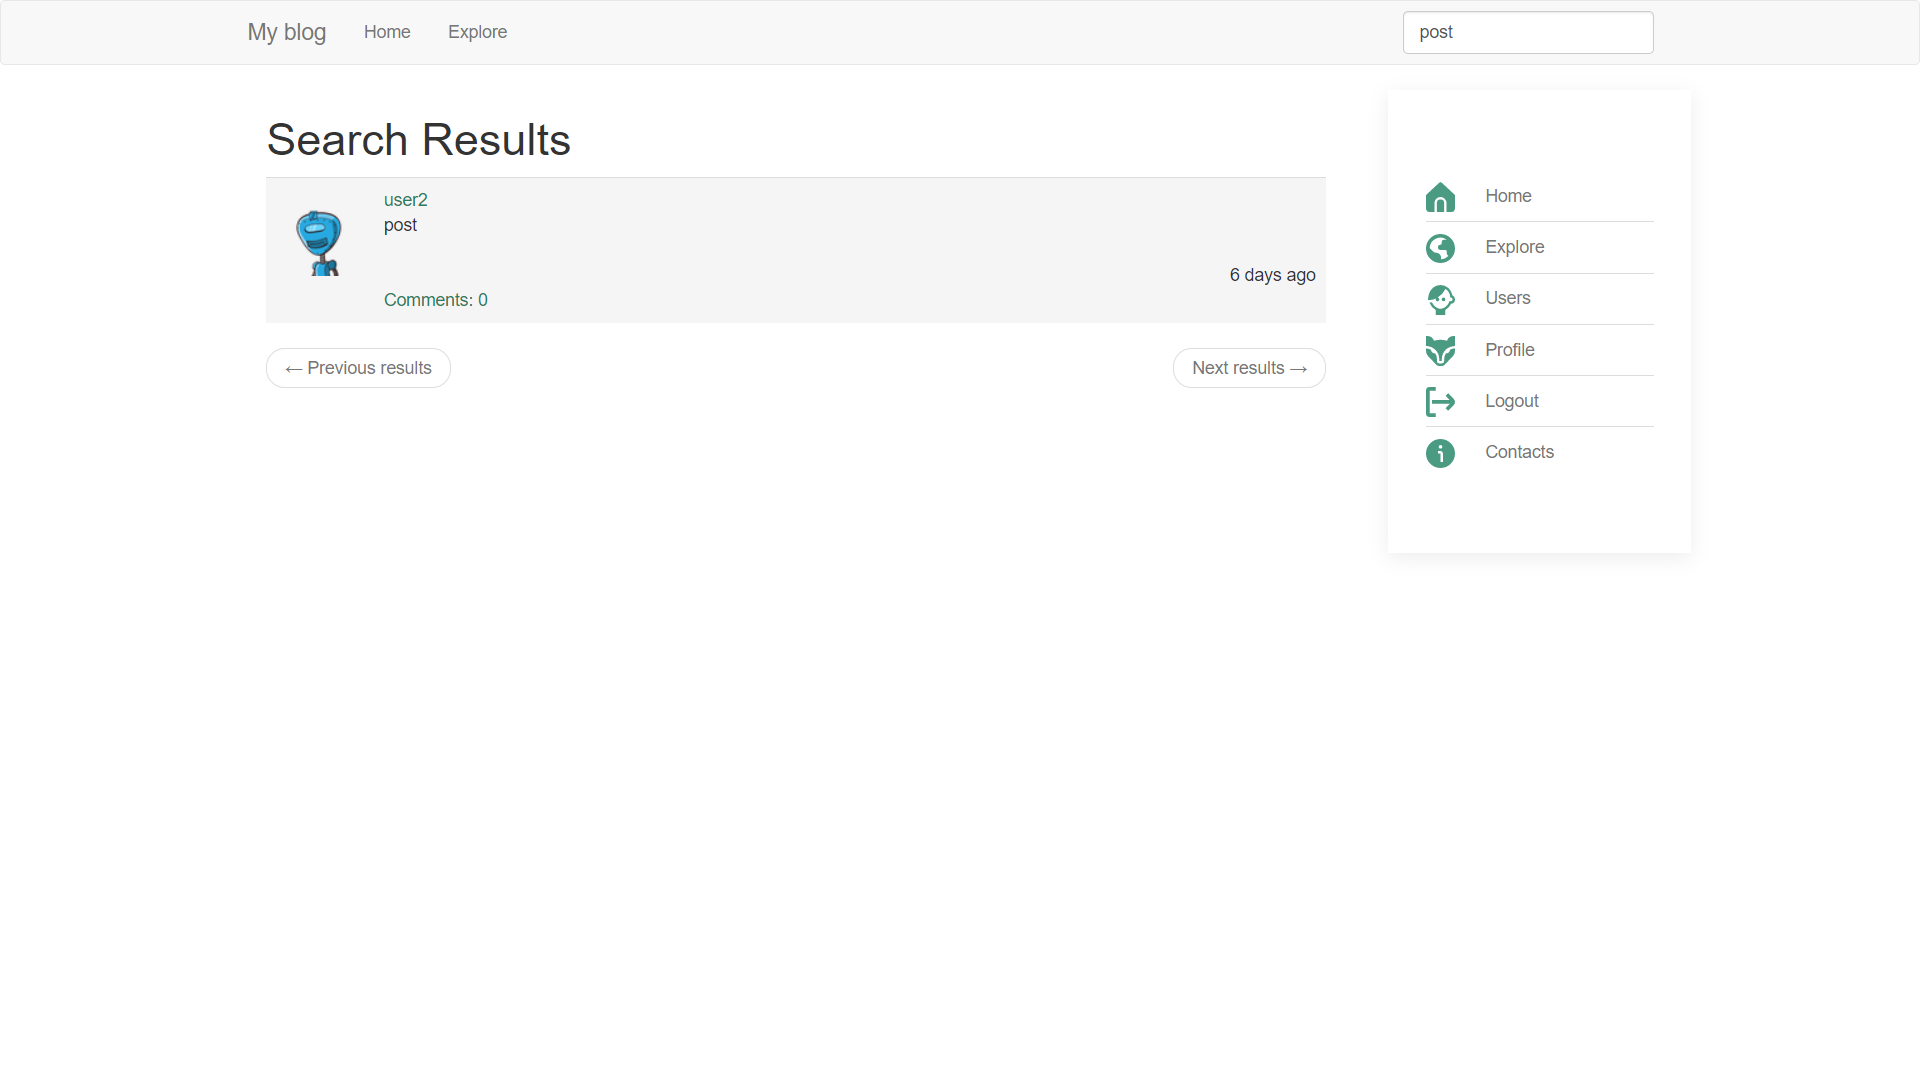 My blog Home Explore post
Search Results
user2
post
6 days ago
Comments: 0
← Previous results Next results →
Home
Explore
Users
Profile
Logout
Contacts